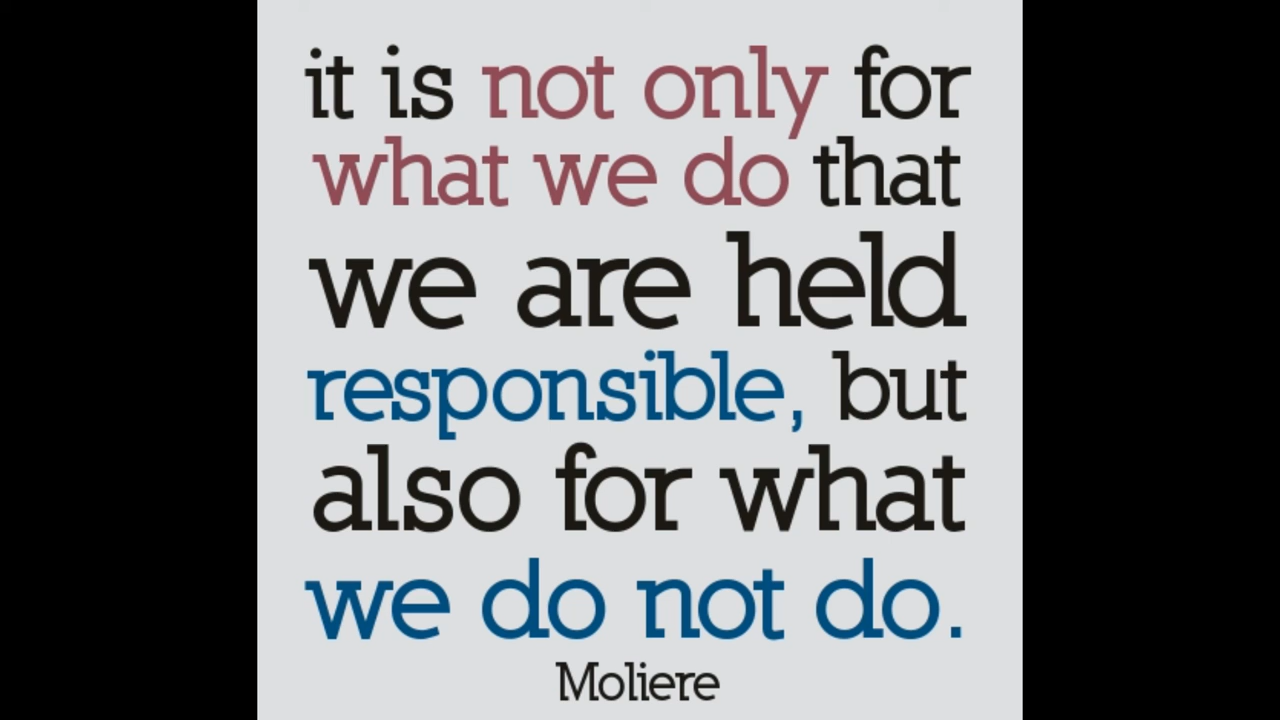 it is not only for
what we do that
we are held
responsible, but
also for what
we do not do.
Moliere